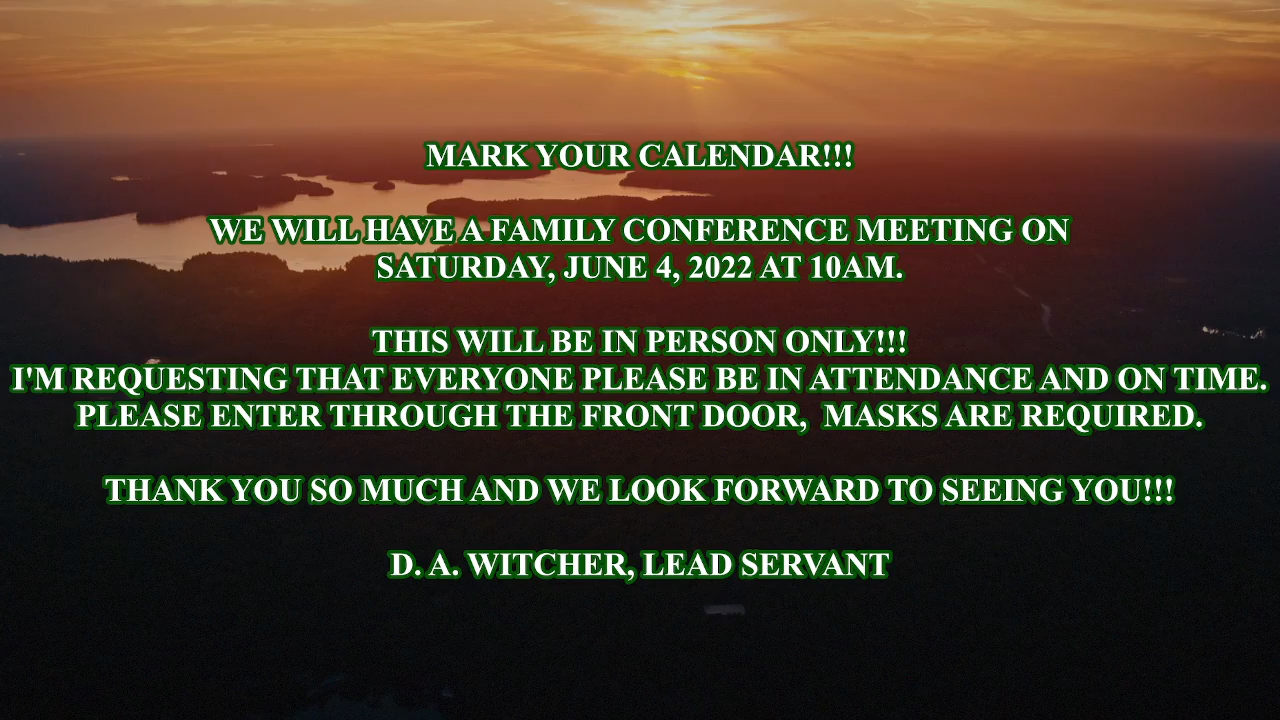 MARK YOUR CALENDAR!!!
WE WILL HAVE A FAMILY CONFERENCE MEETING ON
SATURDAY, JUNE 4, 2022 AT 10AM.
THIS WILL BE IN PERSON ONLY!!!
I'M REQUESTING THAT EVERYONE PLEASE BE IN ATTENDANCE AND ON TIME.
PLEASE ENTER THROUGH THE FRONT DOOR,  MASKS ARE REQUIRED.
THANK YOU SO MUCH AND WE LOOK FORWARD TO SEEING YOU!!!
D. A. WITCHER, LEAD SERVANT